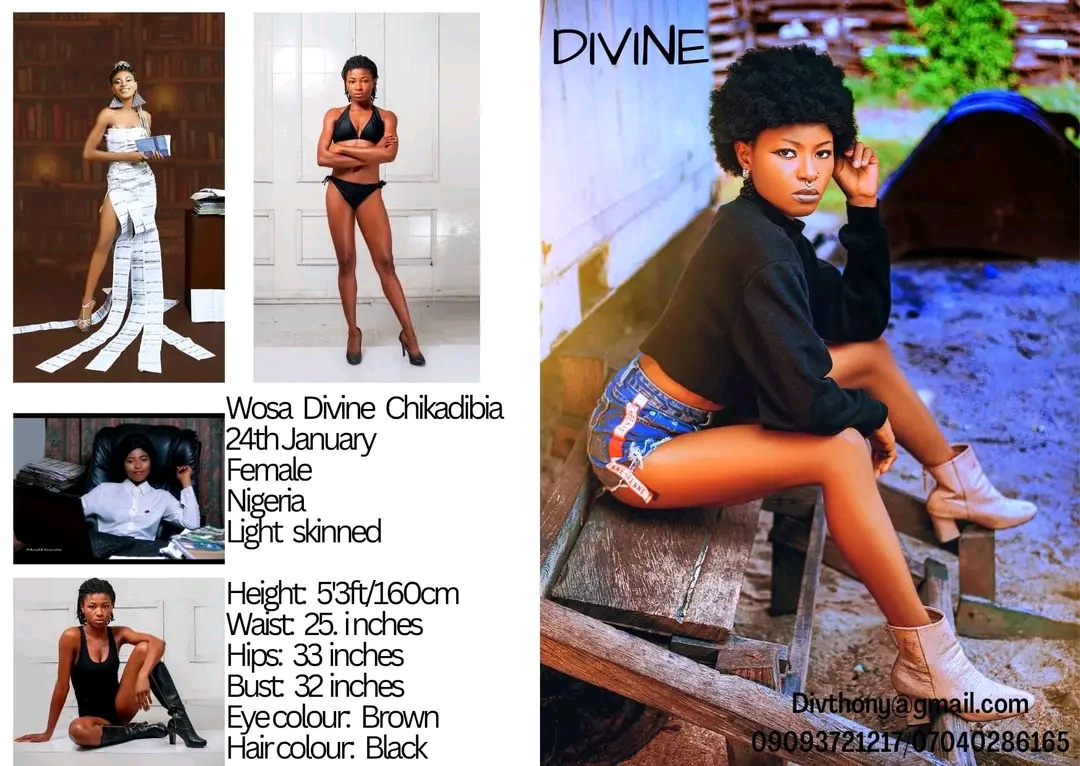 DIVINE
Wosa Divine Chikadibia
24th January
Female
Nigeria
Light skinned
Height: 5'3ft/160cm
Waist: 25. inches
Hips: 33 inches
Bust: 32 inches
Eye colour: Brown
Hair colour: Black
Divthony@gmail.com
09093721217/07040286165